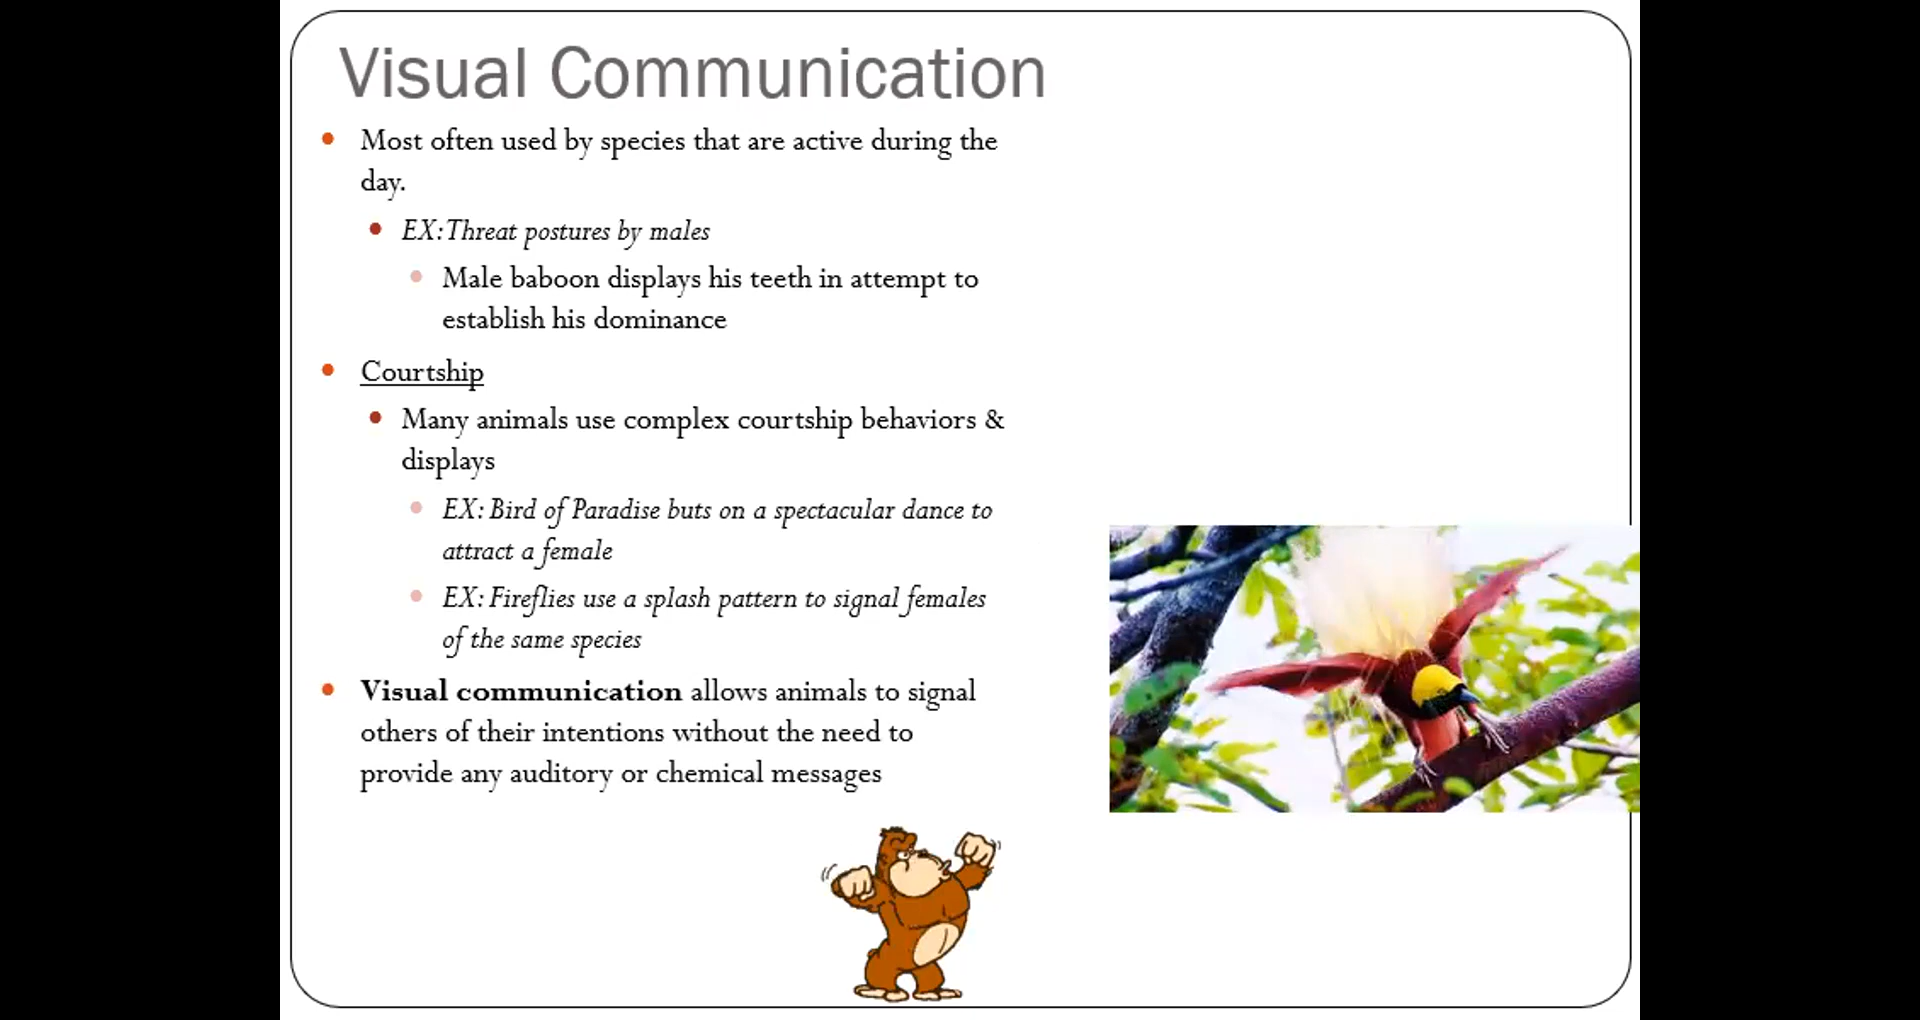 Visual Communication
Most often used by species that are active during the
day.
EX: Threat postures by males
Male baboon displays his teeth in attempt to
establish his dominance
Courtship
Many animals use complex courtship behaviors &
displays
EX: Bird of Paradise buts on a spectacular dance to
attract a female
EX: Fireflies use a splash pattern to signal females
of the same species
Visual communication allows animals to signal
others of their intentions without the need to
provide any auditory or chemical messages